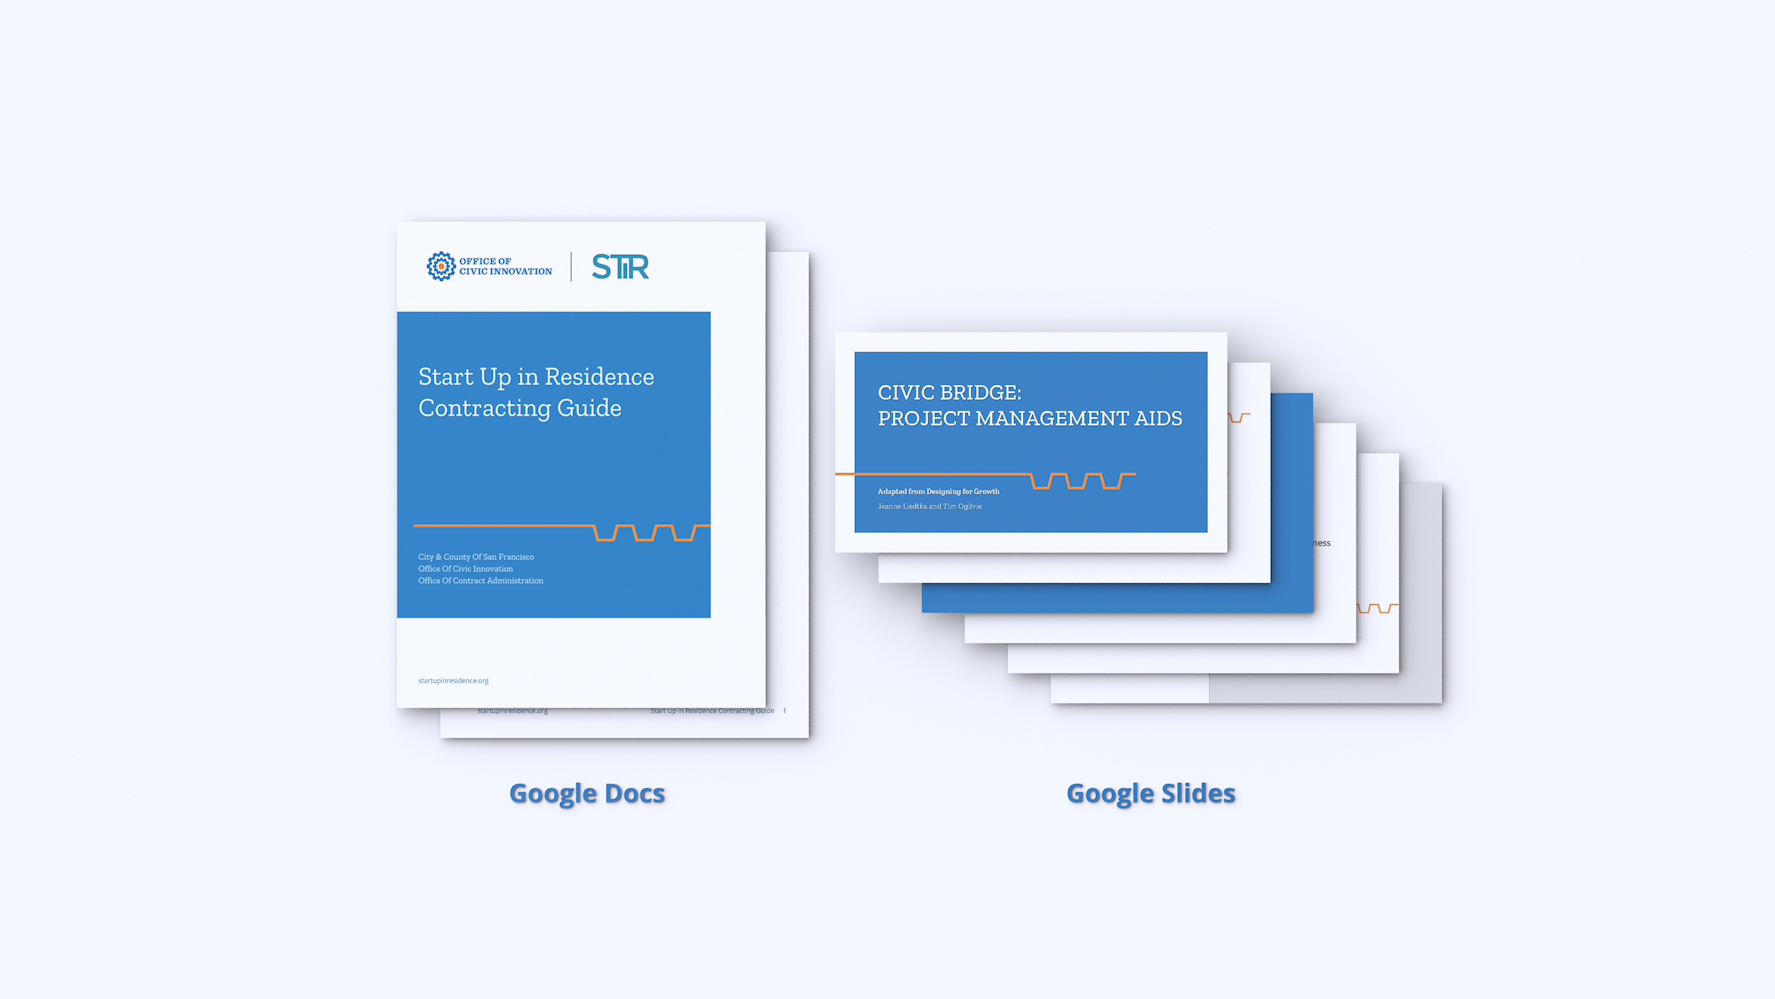 OFFICE OF
CIVIC INNOVATION
STiR
Start Up in Residence
Contracting Guide
City & County Of San Francisco
Office Of Civic Innovation
Office Of Contract Administration
startupinresidence.org
startupinresidence.org
Start Up in Residence Contracting Guide 1
Google Docs
CIVIC BRIDGE:
PROJECT MANAGEMENT AIDS
Adapted from Designing for Growth
Jeanne Liedtka and Tim Ogilvie
ness
Google Slides